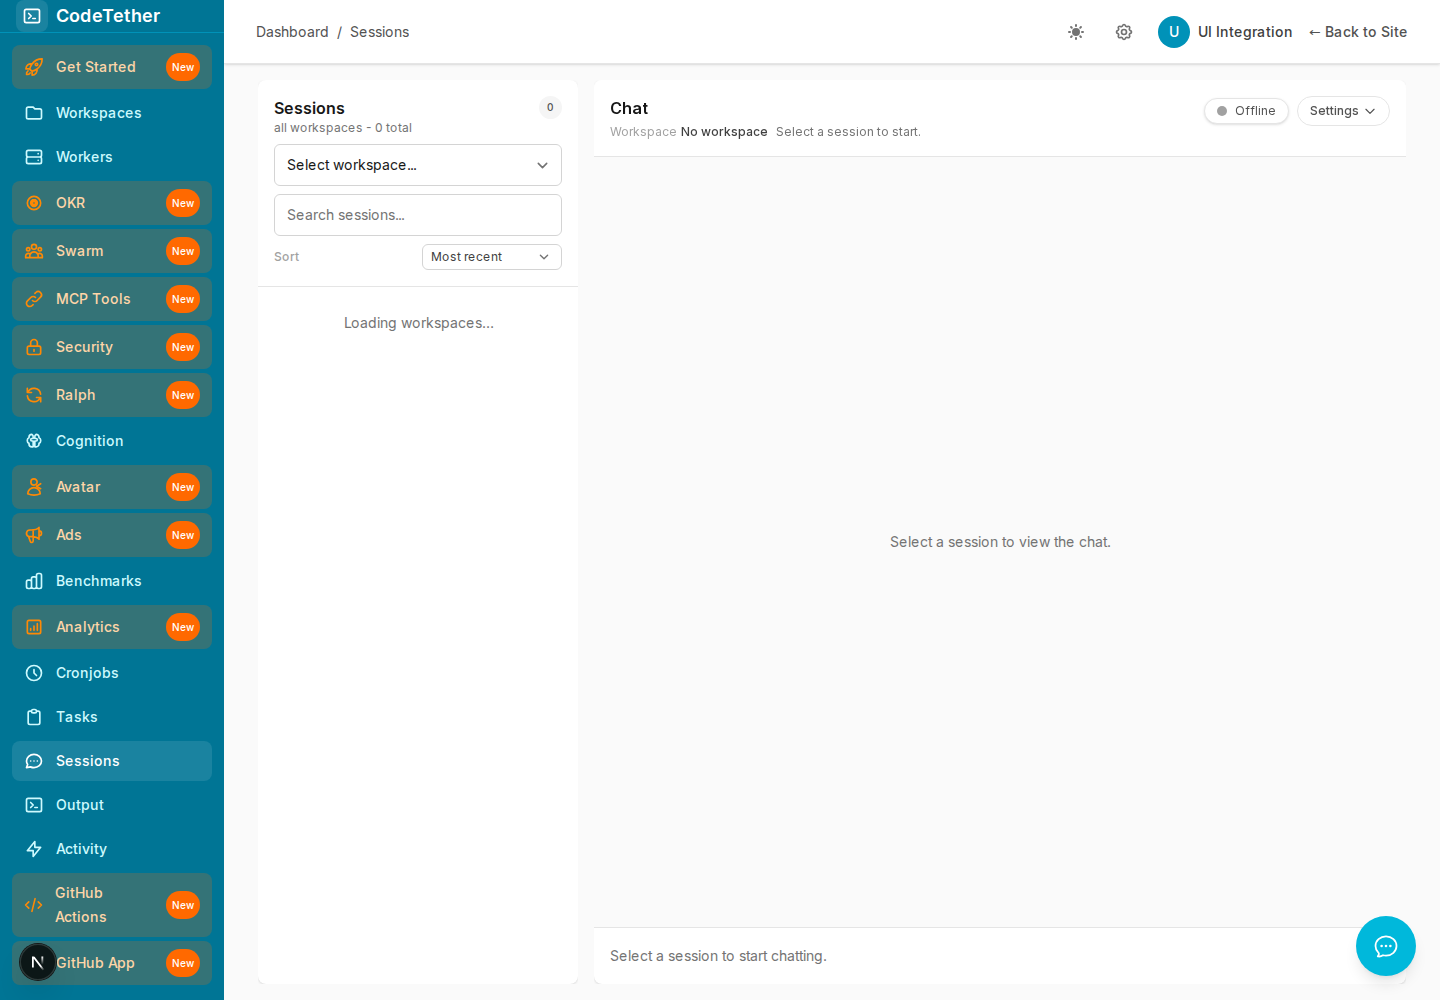 CodeTether
Get Started New
Workspaces
Workers
OKR New
Swarm New
MCP Tools New
Security New
Ralph New
Cognition
Avatar New
Ads New
Benchmarks
Analytics New
Cronjobs
Tasks
Sessions
Output
Activity
GitHub Actions New
GitHub App New
N
Dashboard / Sessions
U UI Integration ← Back to Site
Sessions 0
all workspaces - 0 total
Select workspace...
Search sessions...
Sort Most recent
Loading workspaces...
Chat
Workspace No workspace Select a session to start.
Offline Settings
Select a session to view the chat.
Select a session to start chatting.